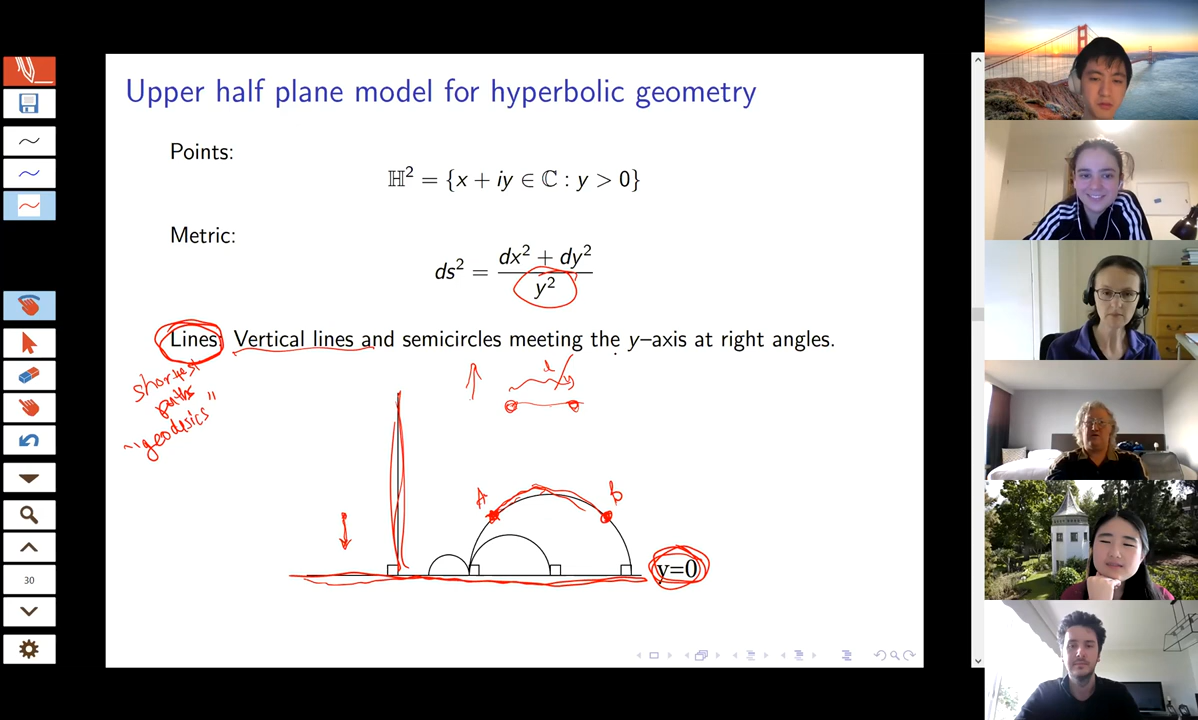 Upper half plane model for hyperbolic geometry
Points:
ℍ² = {x + iy ∈ ℂ : y > 0}
Metric:
ds² = dx² + dy² / y²
Lines: Vertical lines and semicircles meeting the y–axis at right angles.
shortest
paths
"geodesics"
d
A
B
y=0
30